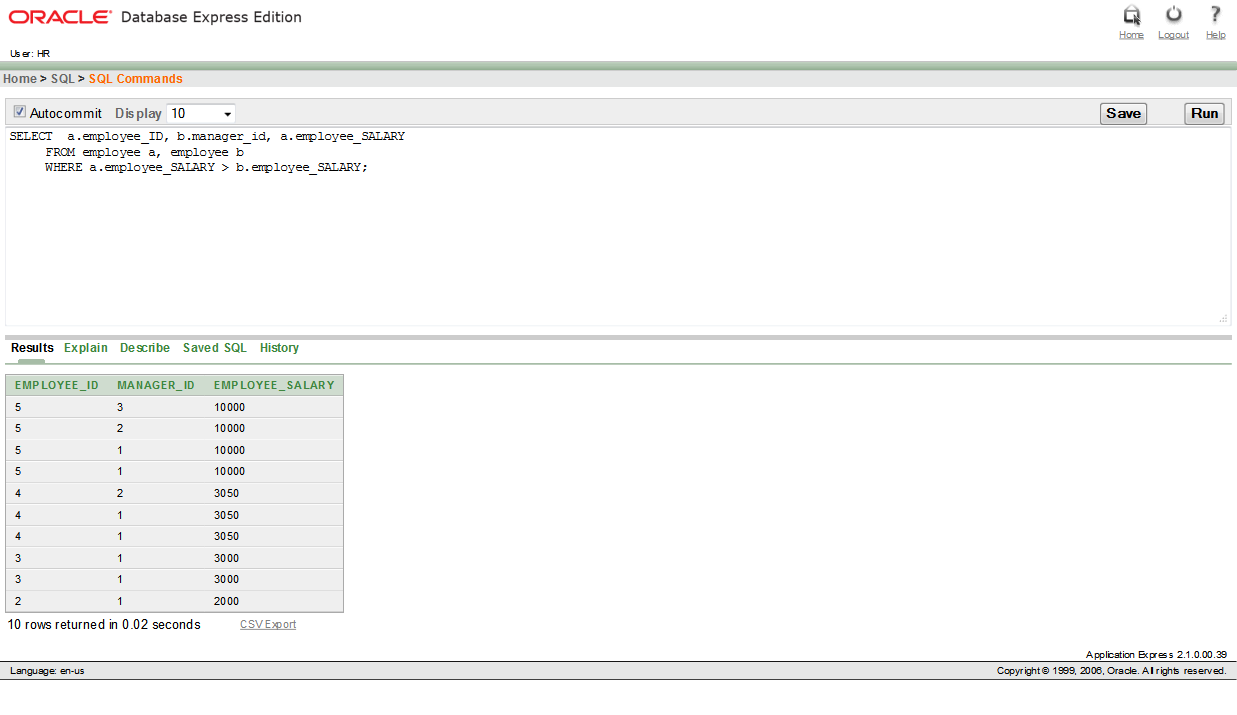 ORACLE Database Express Edition
Home Logout Help
User: HR
Home > SQL > SQL Commands
Autocommit Display 10 Save Run
SELECT  a.employee_ID, b.manager_id, a.employee_SALARY
FROM employee a, employee b
WHERE a.employee_SALARY > b.employee_SALARY;
Results Explain Describe Saved SQL History
EMPLOYEE_ID MANAGER_ID EMPLOYEE_SALARY
5 3 10000
5 2 10000
5 1 10000
5 1 10000
4 2 3050
4 1 3050
4 1 3050
3 1 3000
3 1 3000
2 1 2000
10 rows returned in 0.02 seconds CSV Export
Application Express 2.1.0.00.39
Language: en-us Copyright © 1999, 2006, Oracle. All rights reserved.